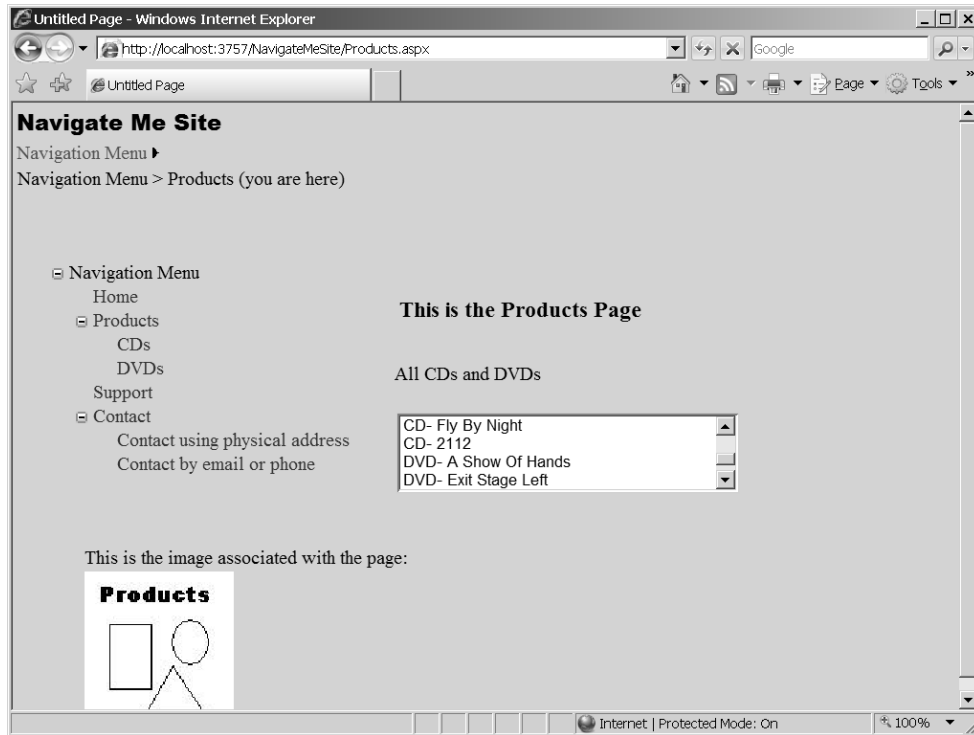 Untitled Page - Windows Internet Explorer
http://localhost:3757/NavigateMeSite/Products.aspx
Google
Untitled Page
Page
Tools
Navigate Me Site
Navigation Menu
Navigation Menu > Products (you are here)
Navigation Menu
Home
Products
CDs
DVDs
Support
Contact
Contact using physical address
Contact by email or phone
This is the Products Page
All CDs and DVDs
CD- Fly By Night
CD- 2112
DVD- A Show Of Hands
DVD- Exit Stage Left
This is the image associated with the page:
Products
Internet | Protected Mode: On
100%